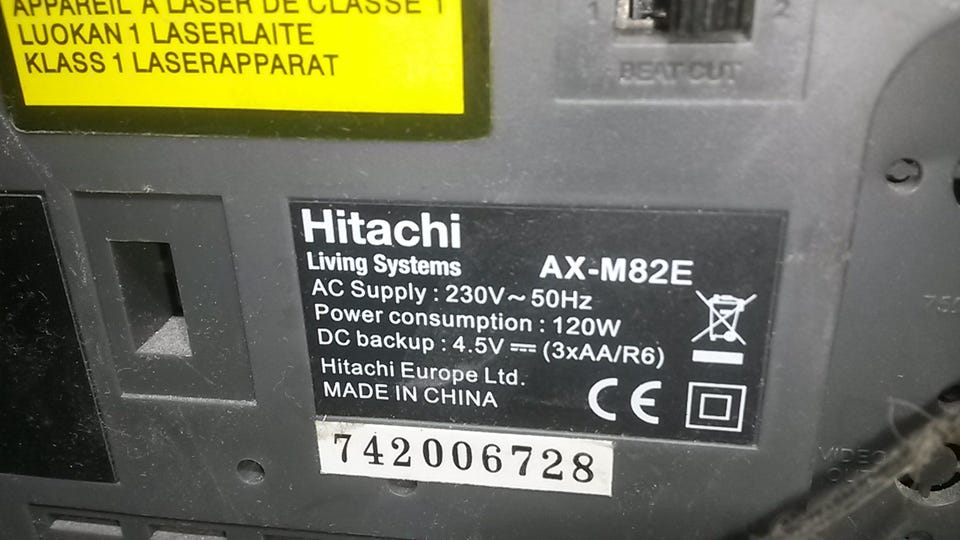 APPAREIL A LASER DE CLASSE 1
LUOKAN 1 LASERLAITE
KLASS 1 LASERAPPARAT
1 2
BEAT CUT
Hitachi
Living Systems AX-M82E
AC Supply : 230V~50Hz
Power consumption : 120W
DC backup : 4.5V⎓ (3xAA/R6)
Hitachi Europe Ltd.
MADE IN CHINA
CE
742006728
VIDEO